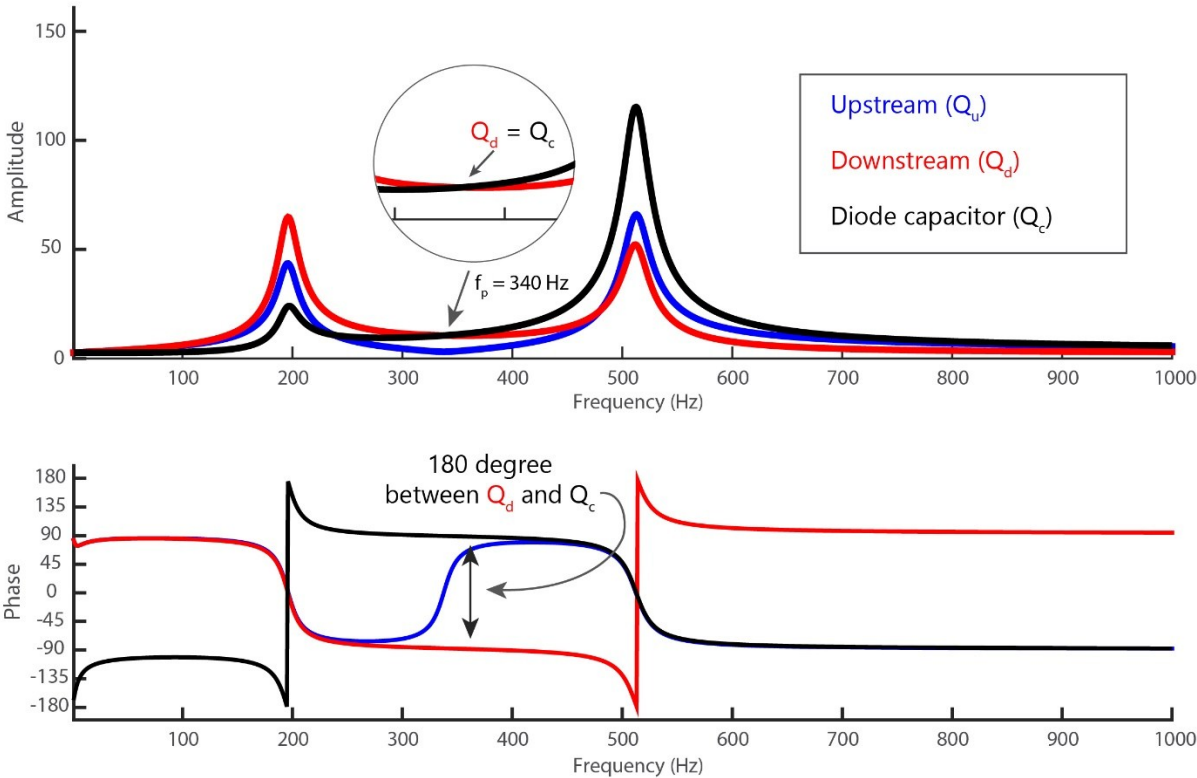 150
100
50
0
Amplitude
Q_d = Q_c
f_p = 340 Hz
Upstream (Q_u)
Downstream (Q_d)
Diode capacitor (Q_c)
100 200 300 400 500 600 700 800 900 1000
Frequency (Hz)
180 degree
between Q_d and Q_c
180
135
90
45
0
-45
-90
-135
-180
Phase
100 200 300 400 500 600 700 800 900 1000
Frequency (Hz)